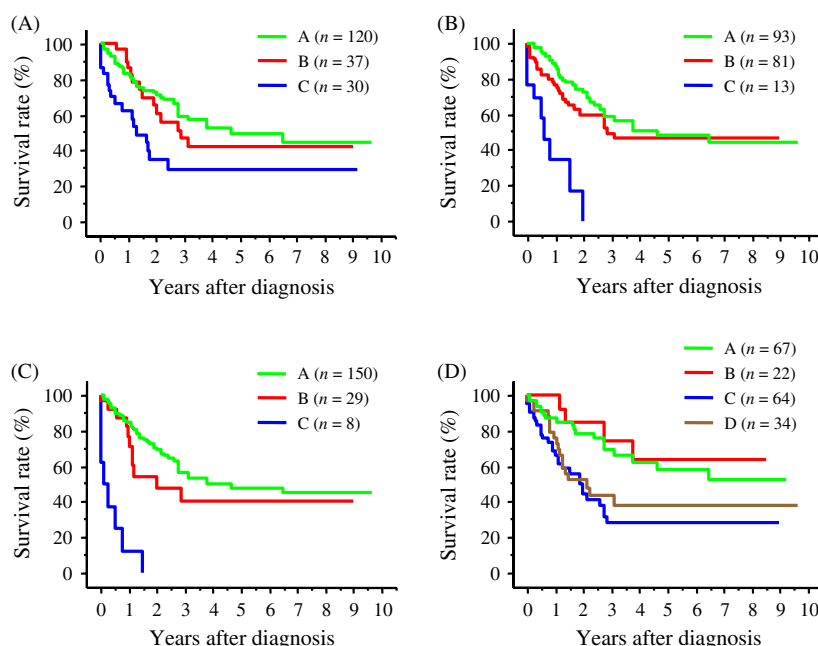 (A)
A (n = 120)
B (n = 37)
C (n = 30)
Survival rate (%)
100
80
60
40
20
0
0 1 2 3 4 5 6 7 8 9 10
Years after diagnosis
(B)
A (n = 93)
B (n = 81)
C (n = 13)
Survival rate (%)
100
80
60
40
20
0
0 1 2 3 4 5 6 7 8 9 10
Years after diagnosis
(C)
A (n = 150)
B (n = 29)
C (n = 8)
Survival rate (%)
100
80
60
40
20
0
0 1 2 3 4 5 6 7 8 9 10
Years after diagnosis
(D)
A (n = 67)
B (n = 22)
C (n = 64)
D (n = 34)
Survival rate (%)
100
80
60
40
20
0
0 1 2 3 4 5 6 7 8 9 10
Years after diagnosis